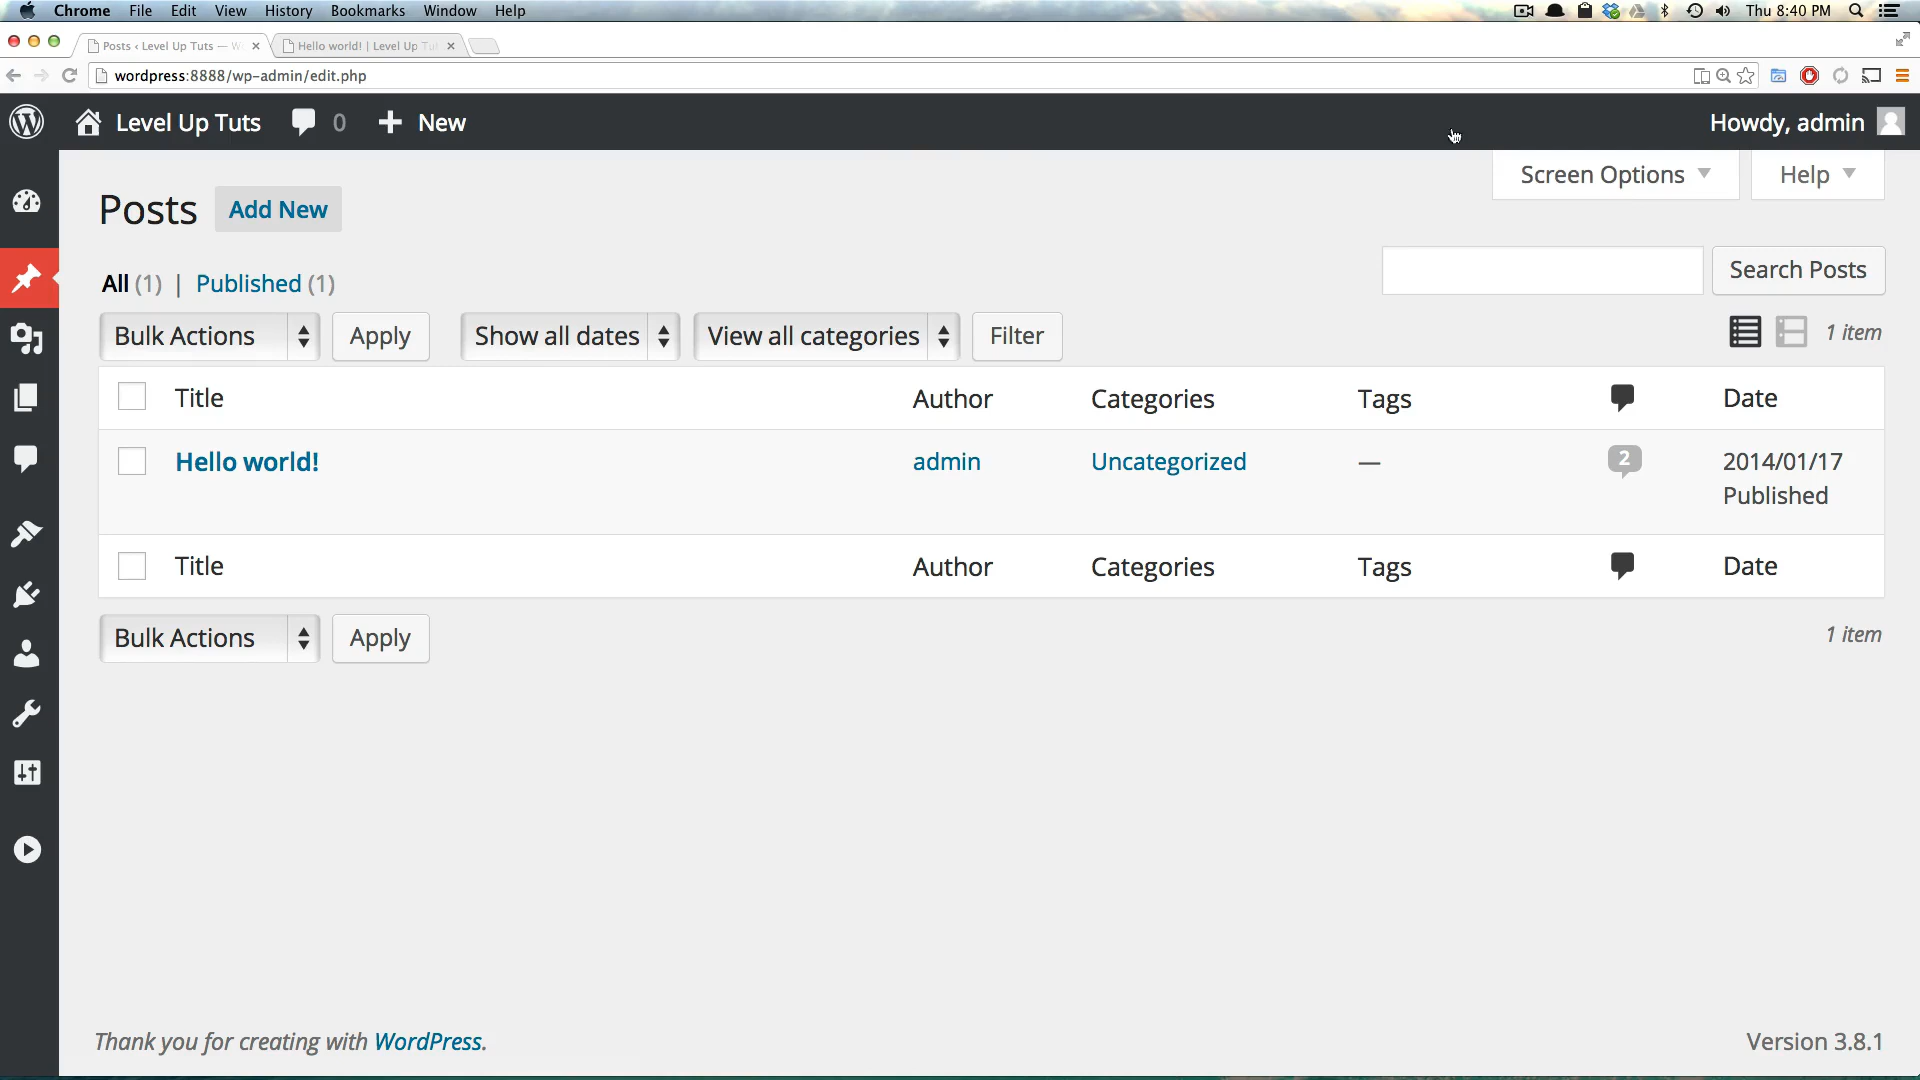 Chrome File Edit View History Bookmarks Window Help Thu 8:40 PM
Posts ‹ Level Up Tuts — W Hello world! | Level Up Tut
wordpress:8888/wp-admin/edit.php
Level Up Tuts 0 + New Howdy, admin
Screen Options Help
Posts Add New
All (1) | Published (1) Search Posts
Bulk Actions Apply Show all dates View all categories Filter 1 item
Title Author Categories Tags Date
Hello world! admin Uncategorized — 2 2014/01/17
Published
Title Author Categories Tags Date
Bulk Actions Apply 1 item
Thank you for creating with WordPress. Version 3.8.1